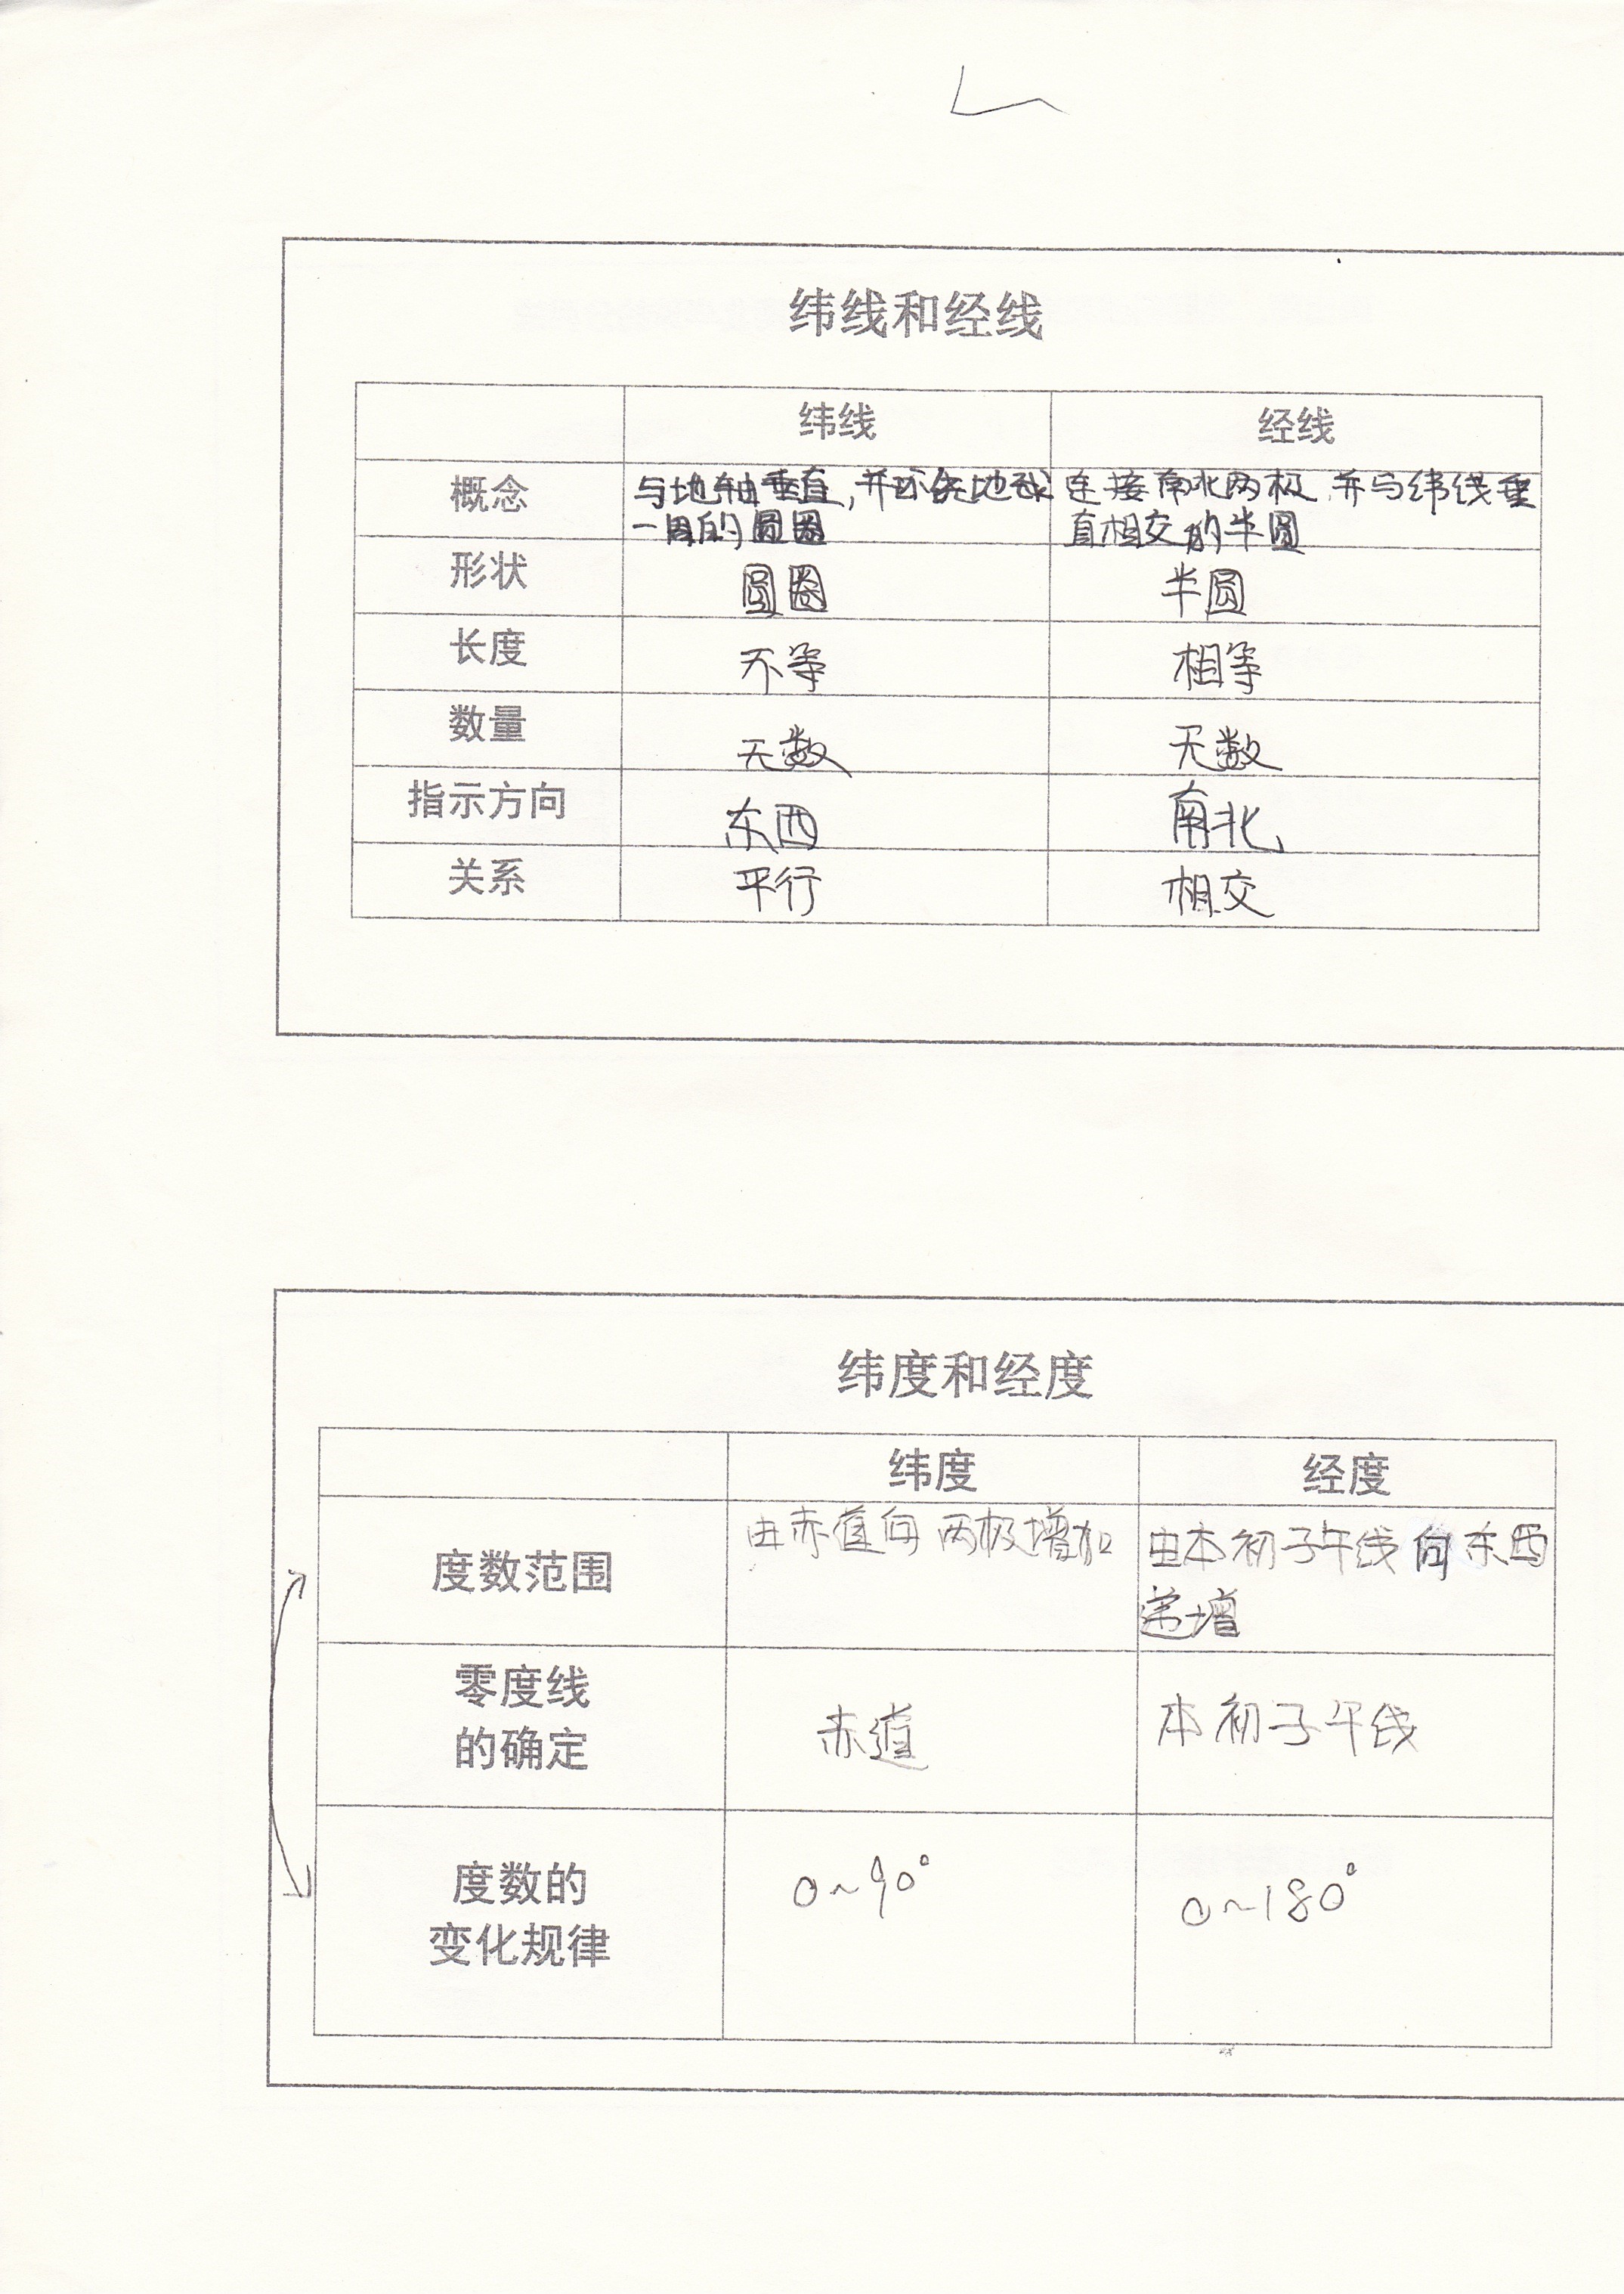 纬线和经线
纬线 经线
概念 与地轴垂直,并环绕地球 连接南北两极,并与纬线垂
一周的圆圈 直相交的半圆
形状 圆圈 半圆
长度 不等 相等
数量 无数 无数
指示方向 东西 南北
关系 平行 相交
纬度和经度
纬度 经度
度数范围 由赤值向两极增加 由本初子午线向东西
递增
零度线
的确定 赤道 本初子午线
度数的 0~90° 0~180°
变化规律